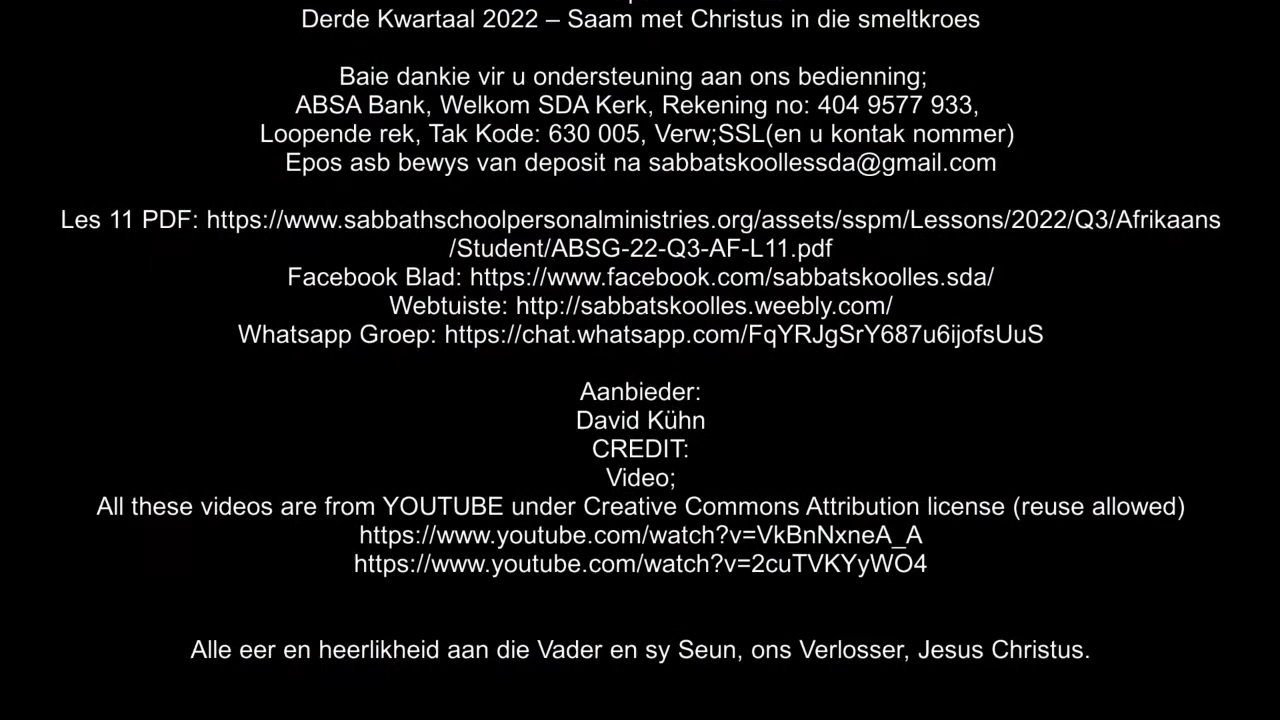 Derde Kwartaal 2022 – Saam met Christus in die smeltkroes
Baie dankie vir u ondersteuning aan ons bedienning;
ABSA Bank, Welkom SDA Kerk, Rekening no: 404 9577 933,
Loopende rek, Tak Kode: 630 005, Verw;SSL(en u kontak nommer)
Epos asb bewys van deposit na sabbatskoollessda@gmail.com
Les 11 PDF: https://www.sabbathschoolpersonalministries.org/assets/sspm/Lessons/2022/Q3/Afrikaans
/Student/ABSG-22-Q3-AF-L11.pdf
Facebook Blad: https://www.facebook.com/sabbatskoolles.sda/
Webtuiste: http://sabbatskoolles.weebly.com/
Whatsapp Groep: https://chat.whatsapp.com/FqYRJgSrY687u6ijofsUuS
Aanbieder:
David Kühn
CREDIT:
Video;
All these videos are from YOUTUBE under Creative Commons Attribution license (reuse allowed)
https://www.youtube.com/watch?v=VkBnNxneA_A
https://www.youtube.com/watch?v=2cuTVKYyWO4
Alle eer en heerlikheid aan die Vader en sy Seun, ons Verlosser, Jesus Christus.